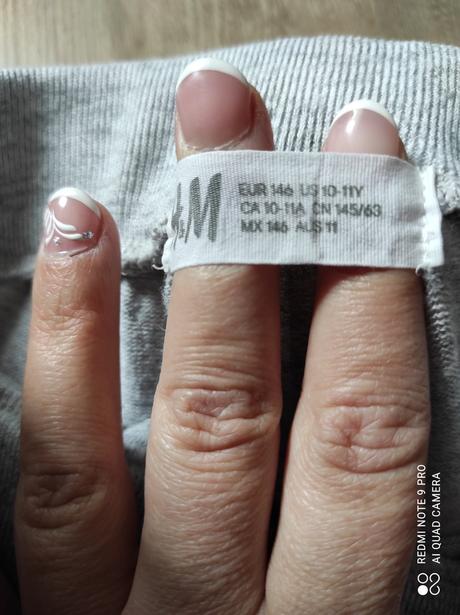 H&M
EUR 146 US 10-11Y
CA 10-11A CN 145/63
MX 146 AUS 11
REDMI NOTE 9 PRO
AI QUAD CAMERA